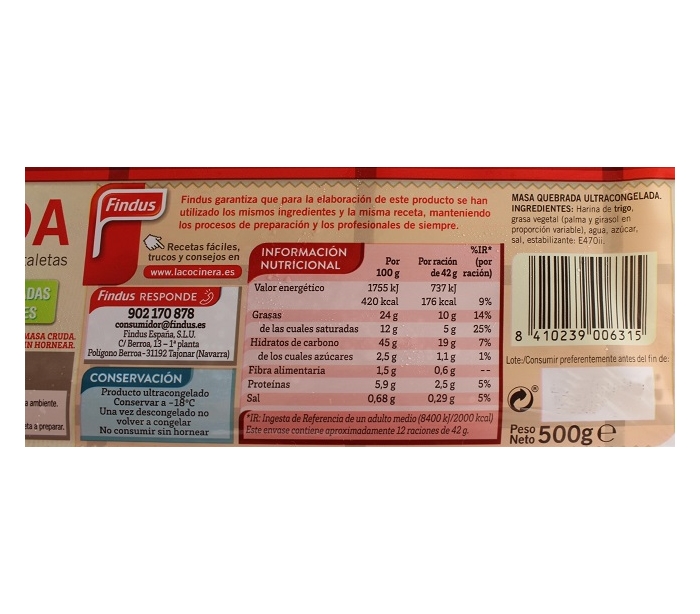 DA
galetas
ADAS
ES
MASA CRUDA.
IN HORNEAR.
a ambiente.
eta a preparar.
Findus
Findus garantiza que para la elaboración de este producto se han
utilizado los mismos ingredientes y la misma receta, manteniendo
los procesos de preparación y los profesionales de siempre.
Recetas fáciles,
trucos y consejos en
www.lacocinera.es
Findus RESPONDE
902 170 878
consumidor@findus.es
Findus España, S.L.U.
C/ Berroa, 13 - 1ª planta
Polígono Berroa - 31192 Tajonar (Navarra)
CONSERVACIÓN
Producto ultracongelado
Conservar a -18°C
Una vez descongelado no
volver a congelar
No consumir sin hornear
INFORMACIÓN NUTRICIONAL
Por 100 g Por ración de 42 g %IR* (por ración)
Valor energético 1755 kJ 737 kJ
420 kcal 176 kcal 9%
Grasas 24 g 10 g 14%
de las cuales saturadas 12 g 5 g 25%
Hidratos de carbono 45 g 19 g 7%
de los cuales azúcares 2,5 g 1,1 g 1%
Fibra alimentaria 1,5 g 0,6 g --
Proteínas 5,9 g 2,5 g 5%
Sal 0,68 g 0,29 g 5%
*IR: Ingesta de Referencia de un adulto medio (8400 kJ/2000 kcal)
Este envase contiene aproximadamente 12 raciones de 42 g.
MASA QUEBRADA ULTRACONGELADA.
INGREDIENTES: Harina de trigo,
grasa vegetal (palma y girasol en
proporción variable), agua, azúcar,
sal, estabilizante: E470ii.
8 410239 006315
Lote:/Consumir preferentemente antes del fin de:
Peso Neto 500g e